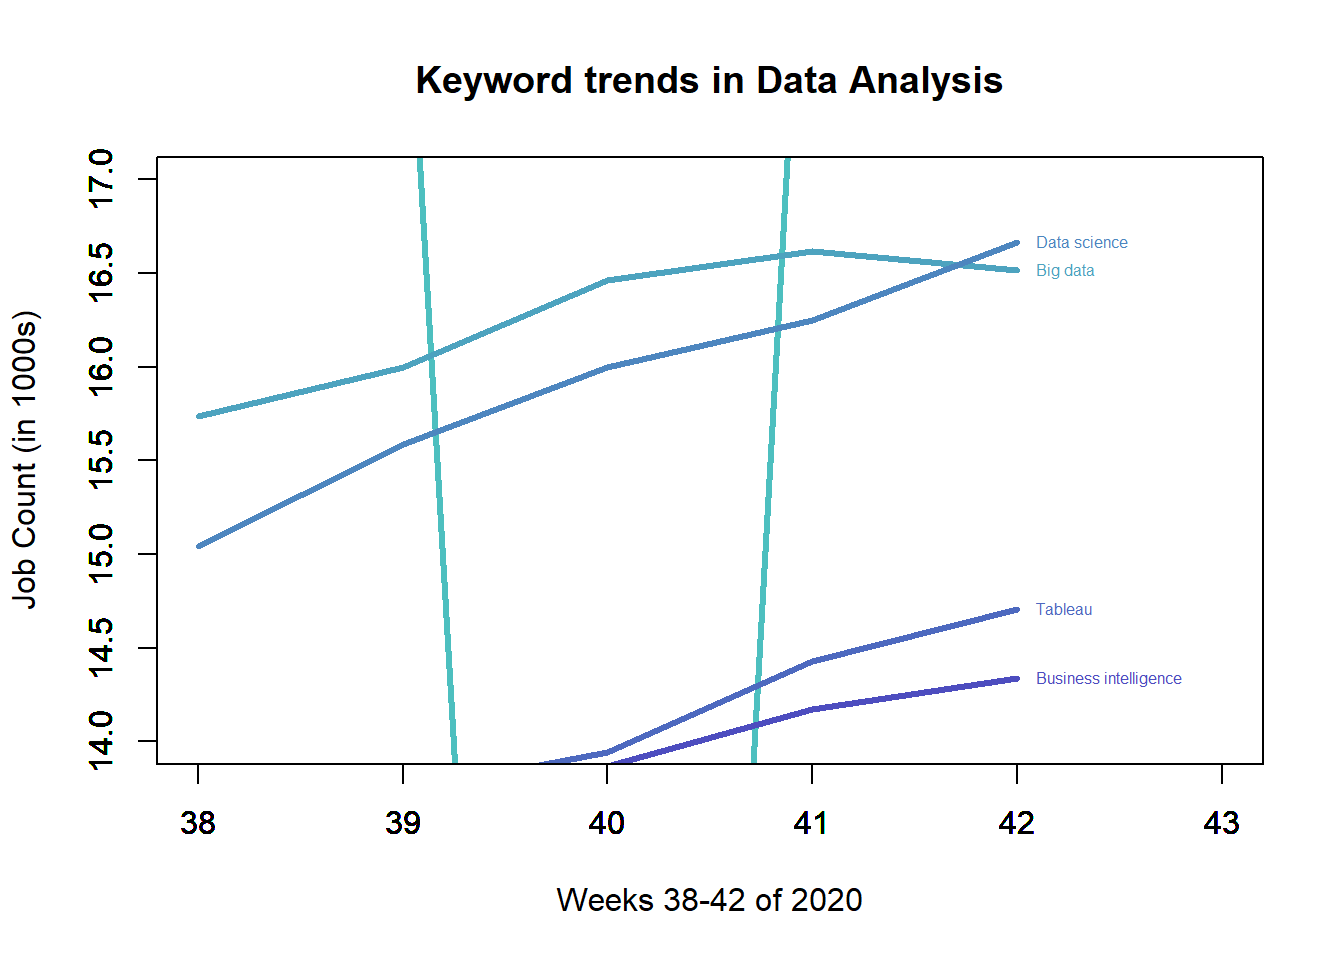 Keyword trends in Data Analysis
Job Count (in 1000s)
17.0
16.5
16.0
15.5
15.0
14.5
14.0
Data science
Big data
Tableau
Business intelligence
38 39 40 41 42 43
Weeks 38-42 of 2020